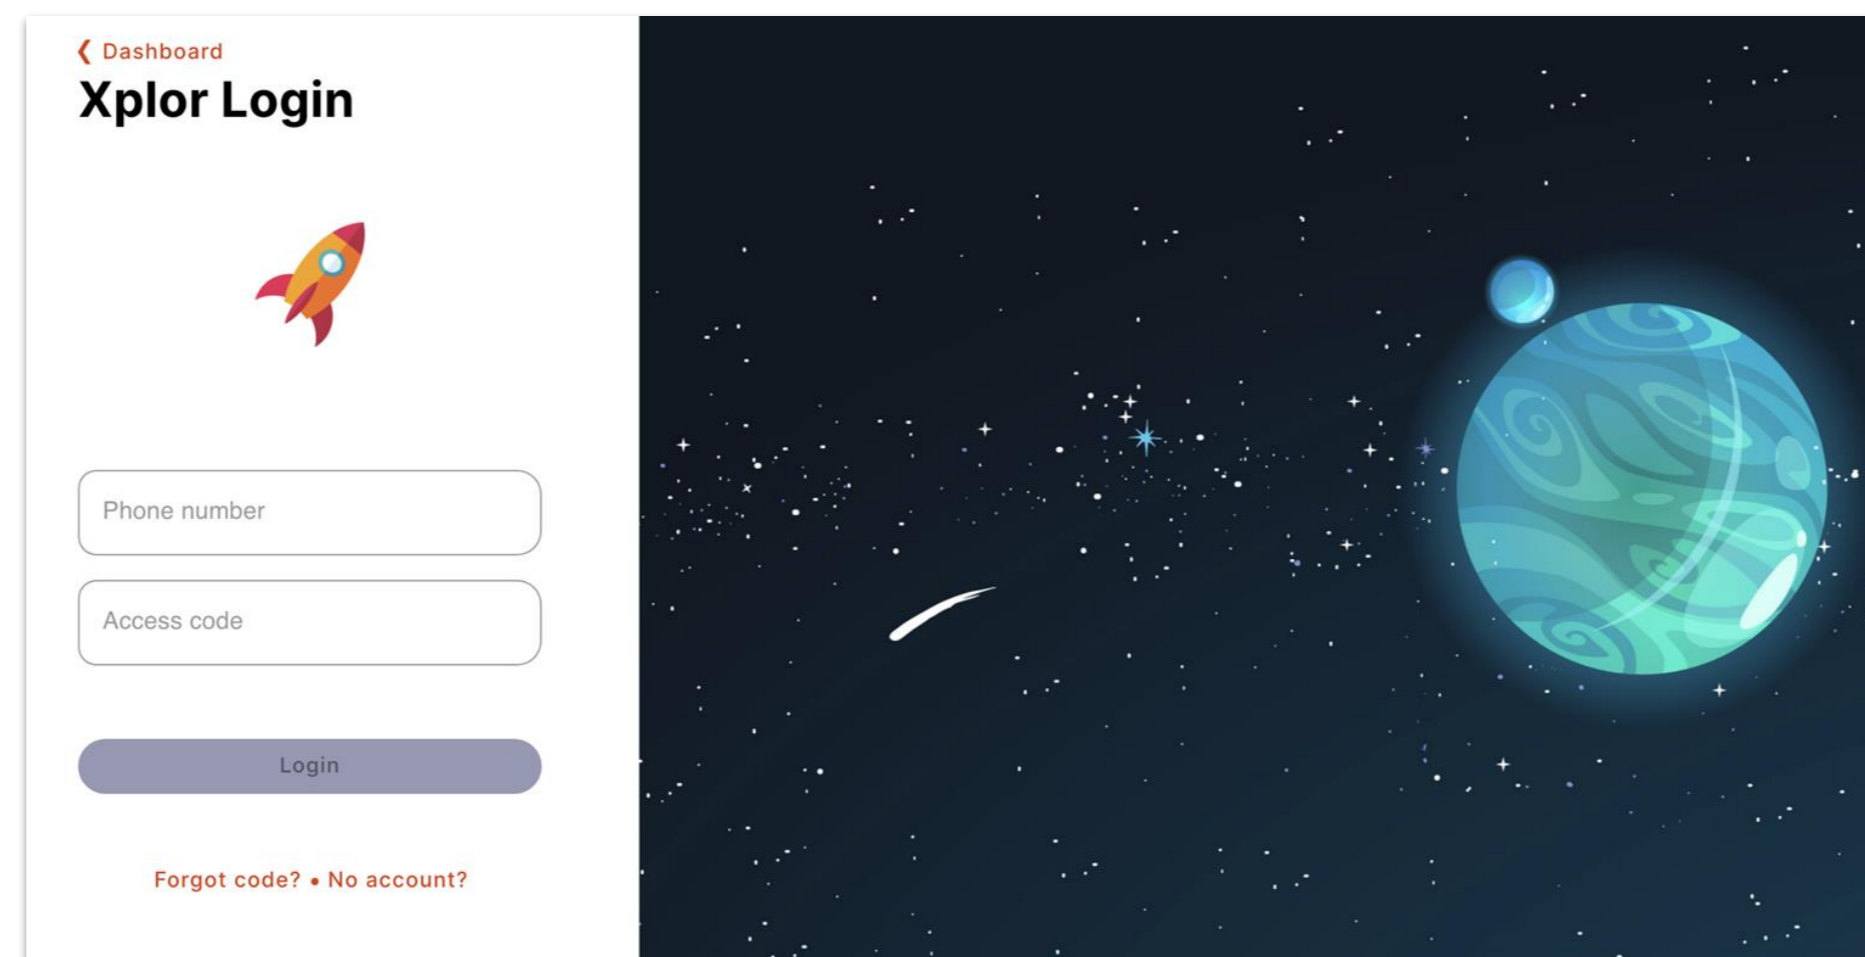 ❮ Dashboard
Xplor Login
Phone number
Access code
Login
Forgot code? • No account?